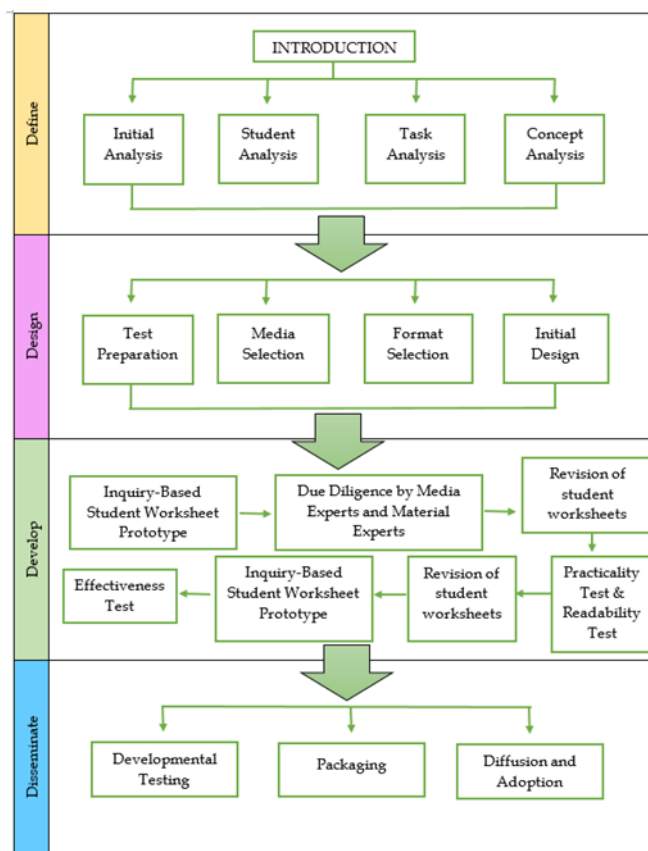 Define
INTRODUCTION
Initial
Analysis
Student
Analysis
Task
Analysis
Concept
Analysis
Design
Test
Preparation
Media
Selection
Format
Selection
Initial
Design
Develop
Inquiry-Based
Student Worksheet
Prototype
Due Diligence by Media
Experts and Material
Experts
Revision of
student
worksheets
Practicality
Test &
Readability
Test
Revision of
student
worksheets
Inquiry-Based
Student Worksheet
Prototype
Effectiveness
Test
Disseminate
Developmental
Testing
Packaging
Diffusion and
Adoption